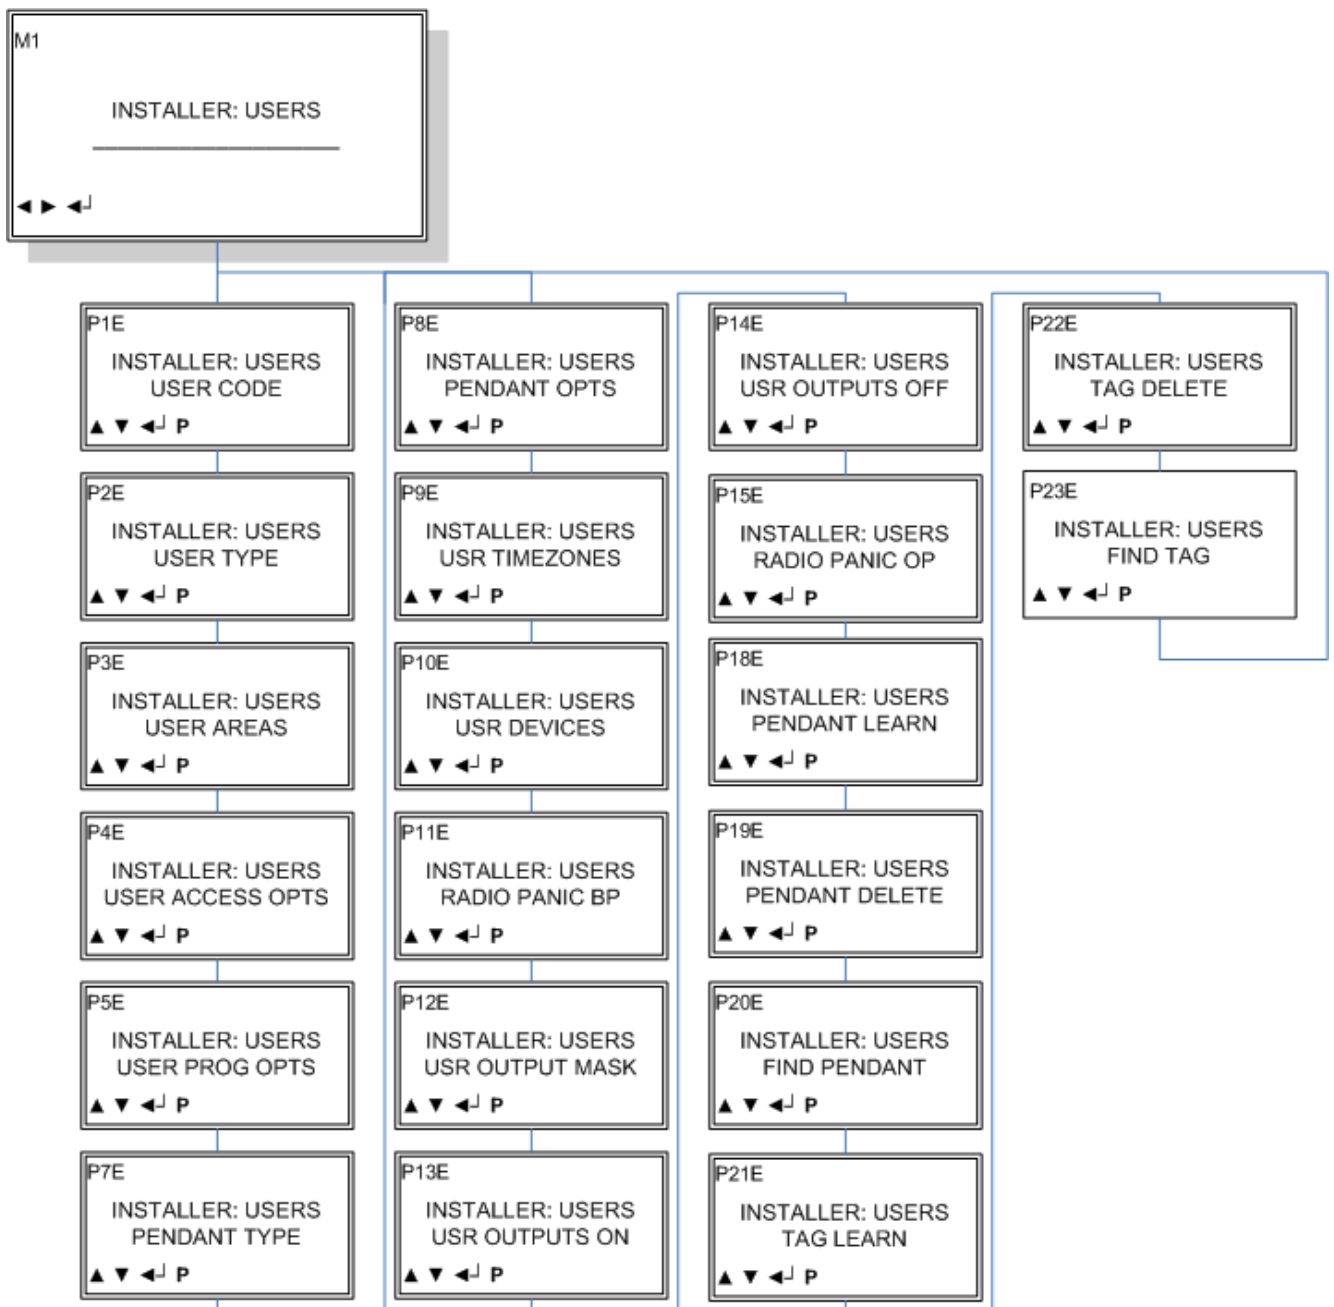 M1
INSTALLER: USERS
◄ ► ◄┘
P1E
INSTALLER: USERS
USER CODE
▲ ▼ ◄┘ P
P2E
INSTALLER: USERS
USER TYPE
▲ ▼ ◄┘ P
P3E
INSTALLER: USERS
USER AREAS
▲ ▼ ◄┘ P
P4E
INSTALLER: USERS
USER ACCESS OPTS
▲ ▼ ◄┘ P
P5E
INSTALLER: USERS
USER PROG OPTS
▲ ▼ ◄┘ P
P7E
INSTALLER: USERS
PENDANT TYPE
▲ ▼ ◄┘ P
P8E
INSTALLER: USERS
PENDANT OPTS
▲ ▼ ◄┘ P
P9E
INSTALLER: USERS
USR TIMEZONES
▲ ▼ ◄┘ P
P10E
INSTALLER: USERS
USR DEVICES
▲ ▼ ◄┘ P
P11E
INSTALLER: USERS
RADIO PANIC BP
▲ ▼ ◄┘ P
P12E
INSTALLER: USERS
USR OUTPUT MASK
▲ ▼ ◄┘ P
P13E
INSTALLER: USERS
USR OUTPUTS ON
▲ ▼ ◄┘ P
P14E
INSTALLER: USERS
USR OUTPUTS OFF
▲ ▼ ◄┘ P
P15E
INSTALLER: USERS
RADIO PANIC OP
▲ ▼ ◄┘ P
P18E
INSTALLER: USERS
PENDANT LEARN
▲ ▼ ◄┘ P
P19E
INSTALLER: USERS
PENDANT DELETE
▲ ▼ ◄┘ P
P20E
INSTALLER: USERS
FIND PENDANT
▲ ▼ ◄┘ P
P21E
INSTALLER: USERS
TAG LEARN
▲ ▼ ◄┘ P
P22E
INSTALLER: USERS
TAG DELETE
▲ ▼ ◄┘ P
P23E
INSTALLER: USERS
FIND TAG
▲ ▼ ◄┘ P